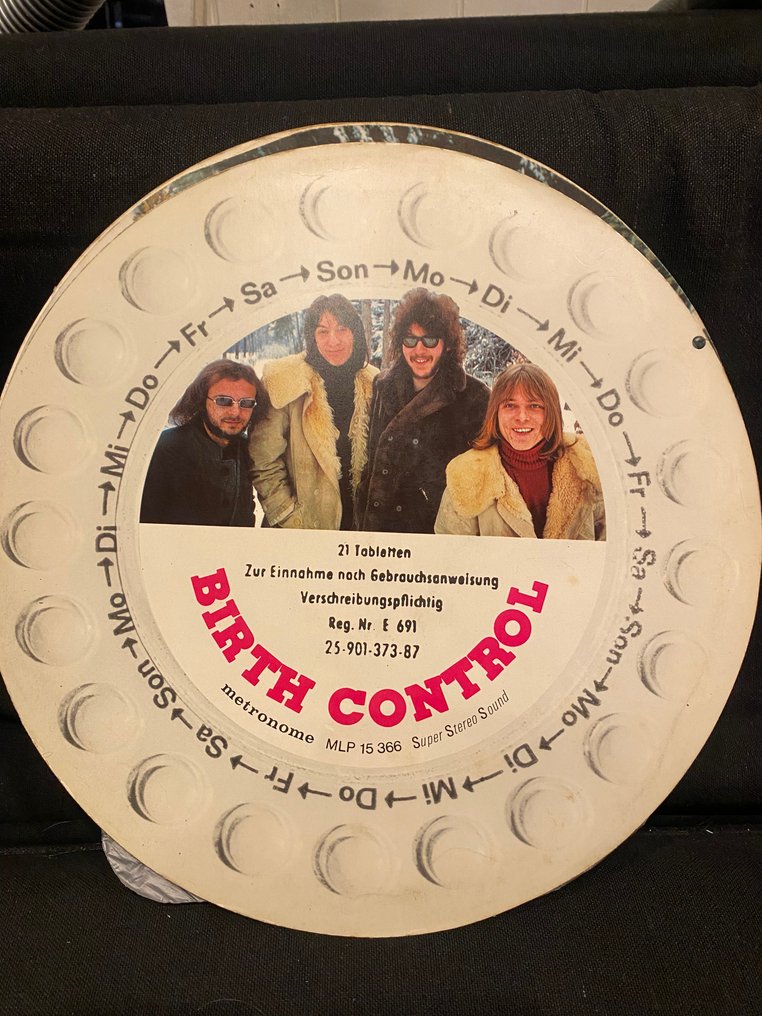 Son → Mo → Di → Mi → Do → Fr → Sa → Son → Mo → Di → Mi → Do → Fr → Sa → Son → Mo → Di → Mi → Do → Fr → Sa →
21 Tabletten
Zur Einnahme nach Gebrauchsanweisung
Verschreibungspflichtig
Reg. Nr. E 691
25-901-373-87
BIRTH CONTROL
metronome MLP 15 366 Super Stereo Sound